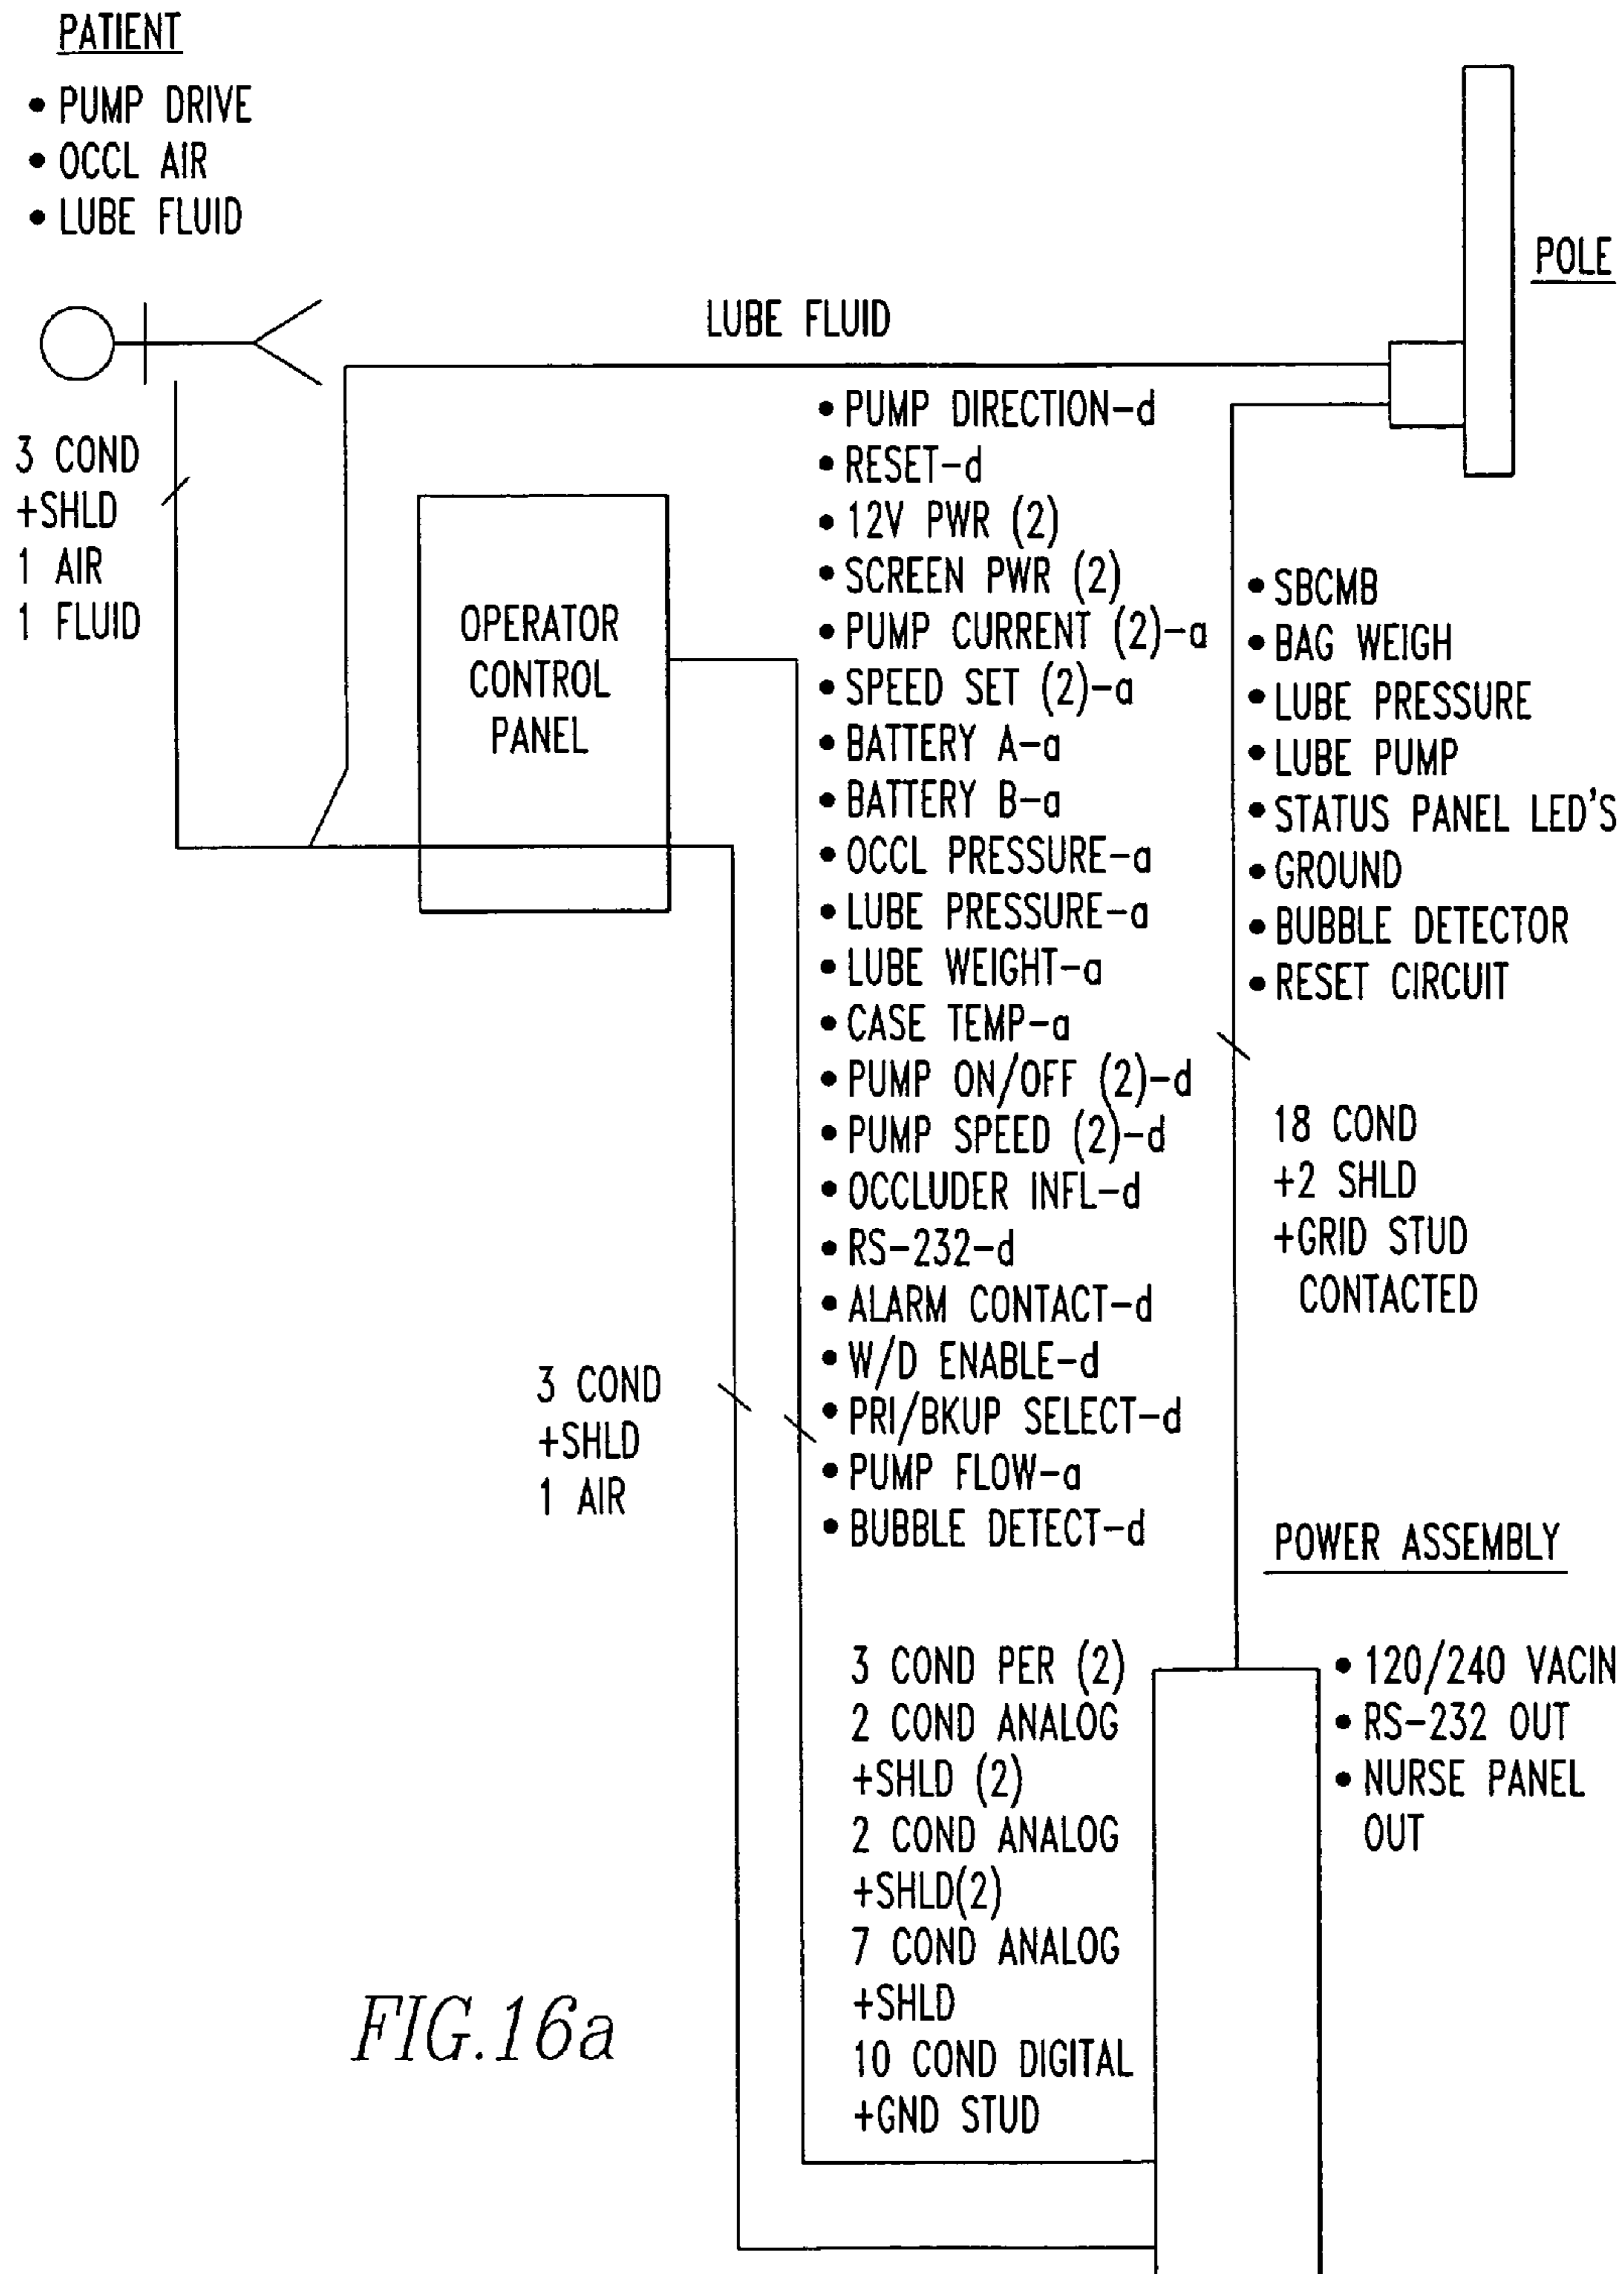 PATIENT
• PUMP DRIVE
• OCCL AIR
• LUBE FLUID
POLE
LUBE FLUID
3 COND
+SHLD
1 AIR
1 FLUID
OPERATOR
CONTROL
PANEL
• PUMP DIRECTION-d
• RESET-d
• 12V PWR (2)
• SCREEN PWR (2)
• PUMP CURRENT (2)-a
• SPEED SET (2)-a
• BATTERY A-a
• BATTERY B-a
• OCCL PRESSURE-a
• LUBE PRESSURE-a
• LUBE WEIGHT-a
• CASE TEMP-a
• PUMP ON/OFF (2)-d
• PUMP SPEED (2)-d
• OCCLUDER INFL-d
• RS-232-d
• ALARM CONTACT-d
• W/D ENABLE-d
• PRI/BKUP SELECT-d
• PUMP FLOW-a
• BUBBLE DETECT-d
• SBCMB
• BAG WEIGH
• LUBE PRESSURE
• LUBE PUMP
• STATUS PANEL LED'S
• GROUND
• BUBBLE DETECTOR
• RESET CIRCUIT
18 COND
+2 SHLD
+GRID STUD
CONTACTED
3 COND
+SHLD
1 AIR
POWER ASSEMBLY
3 COND PER (2)
2 COND ANALOG
+SHLD (2)
2 COND ANALOG
+SHLD(2)
7 COND ANALOG
+SHLD
10 COND DIGITAL
+GND STUD
• 120/240 VACIN
• RS-232 OUT
• NURSE PANEL
OUT
FIG.16a